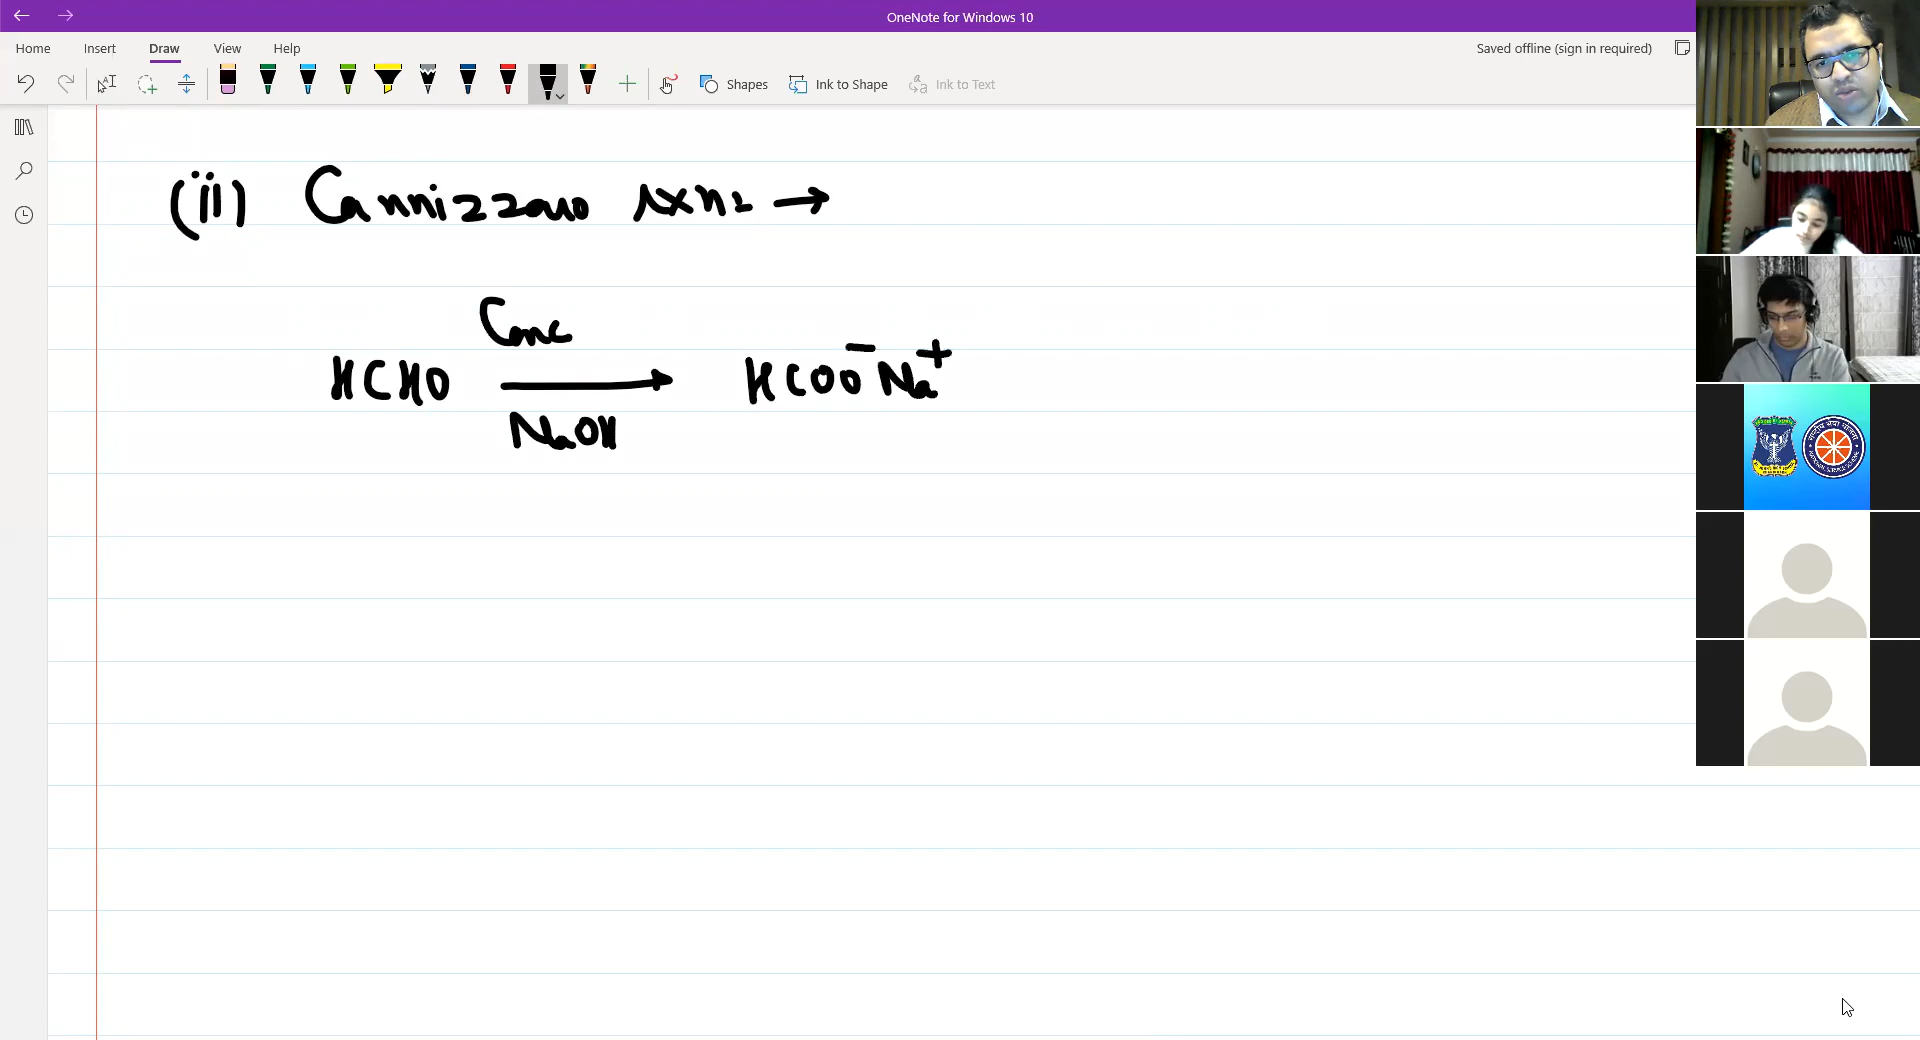 OneNote for Windows 10
Home Insert Draw View Help
Saved offline (sign in required)
Shapes Ink to Shape Ink to Text
(ii) Cannizzaro rxn2 →
Conc
HCHO → HCOO⁻ Na⁺
NaOH